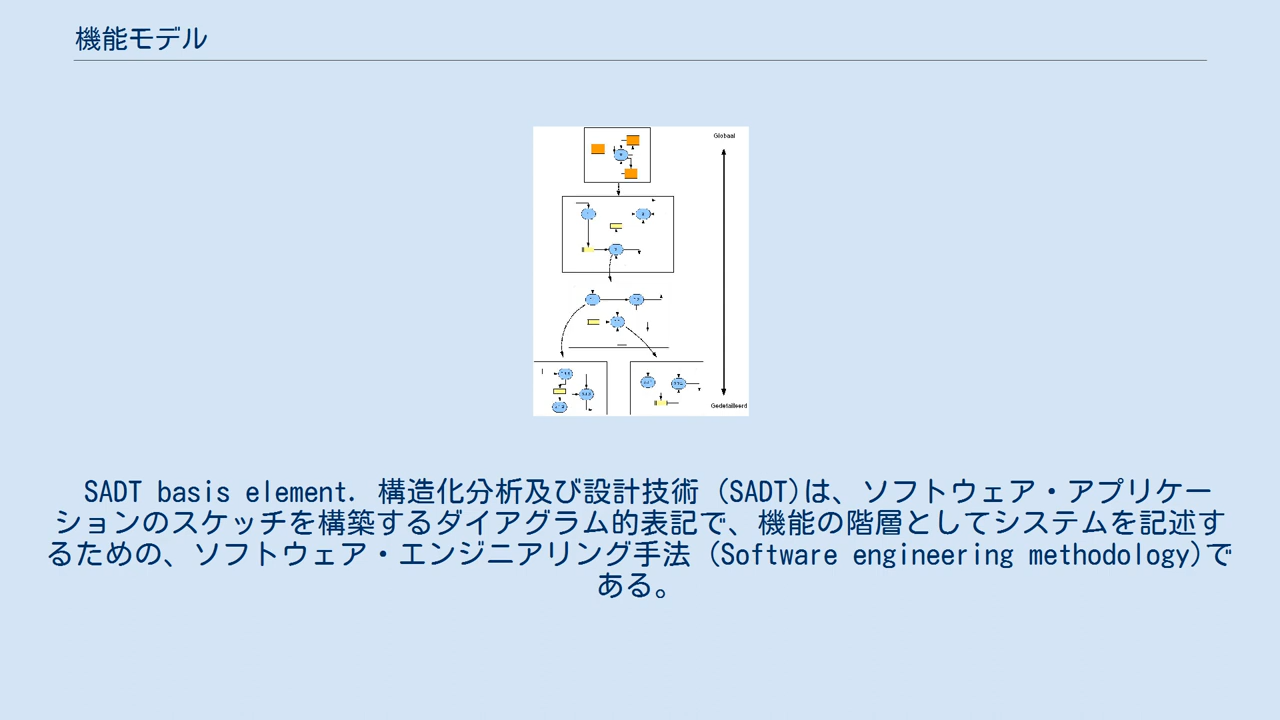 機能モデル
Globaal
Gedetailleerd
SADT basis element. 構造化分析及び設計技術 (SADT)は、ソフトウェア・アプリケー
ションのスケッチを構築するダイアグラム的表記で、機能の階層としてシステムを記述す
るための、ソフトウェア・エンジニアリング手法 (Software engineering methodology)で
ある。